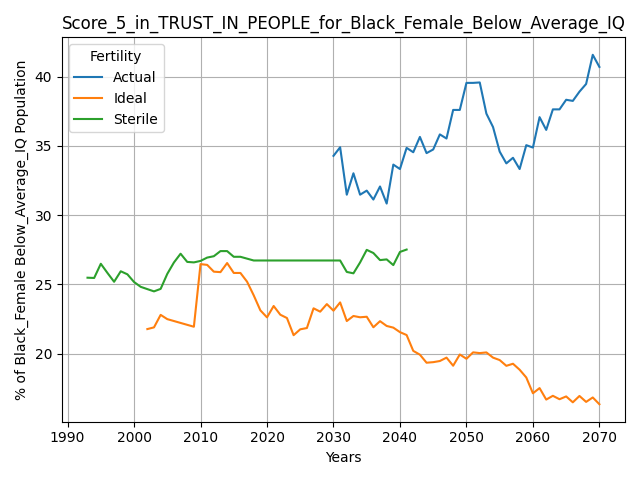 Score_5_in_TRUST_IN_PEOPLE_for_Black_Female_Below_Average_IQ
Fertility
Actual
Ideal
Sterile
% of Black_Female Below_Average_IQ Population
40
35
30
25
20
1990
2000
2010
2020
2030
2040
2050
2060
2070
Years